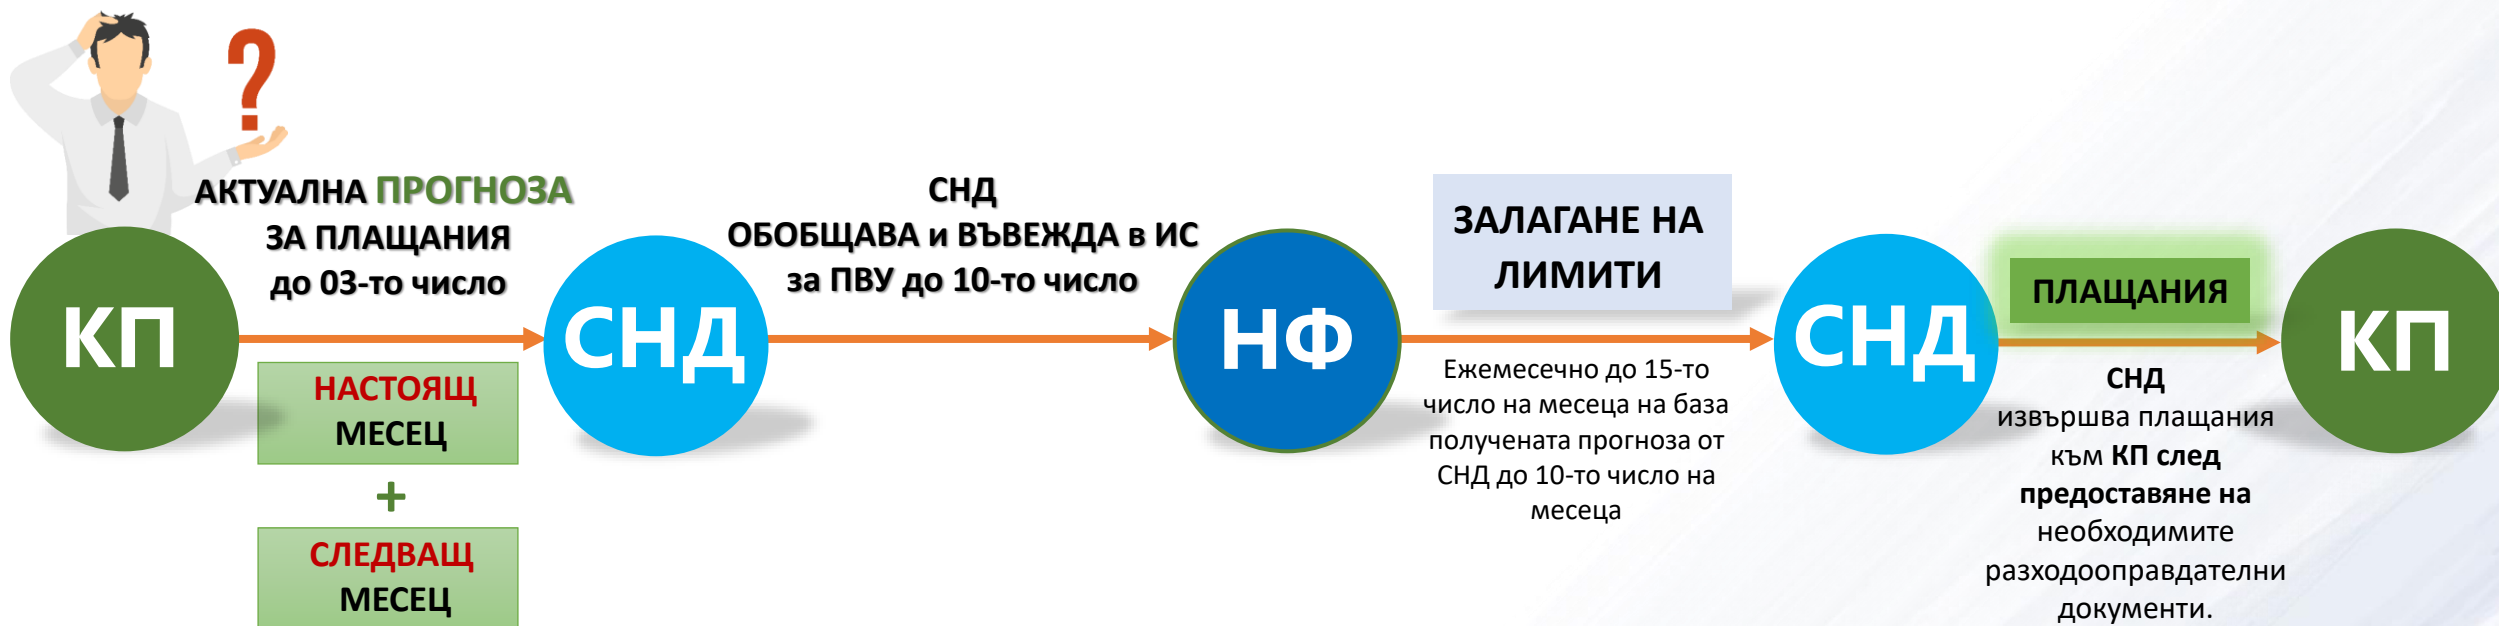 ?
АКТУАЛНА ПРОГНОЗА
ЗА ПЛАЩАНИЯ
до 03-то число
КП
НАСТОЯЩ
МЕСЕЦ
+
СЛЕДВАЩ
МЕСЕЦ
СНД
СНД
ОБОБЩАВА и ВЪВЕЖДА в ИС
за ПВУ до 10-то число
НФ
ЗАЛАГАНЕ НА
ЛИМИТИ
Ежемесечно до 15-то
число на месеца на база
получената прогноза от
СНД до 10-то число на
месеца
СНД
ПЛАЩАНИЯ
СНД
извършва плащания
към КП след
предоставяне на
необходимите
разходооправдателни
документи.
КП